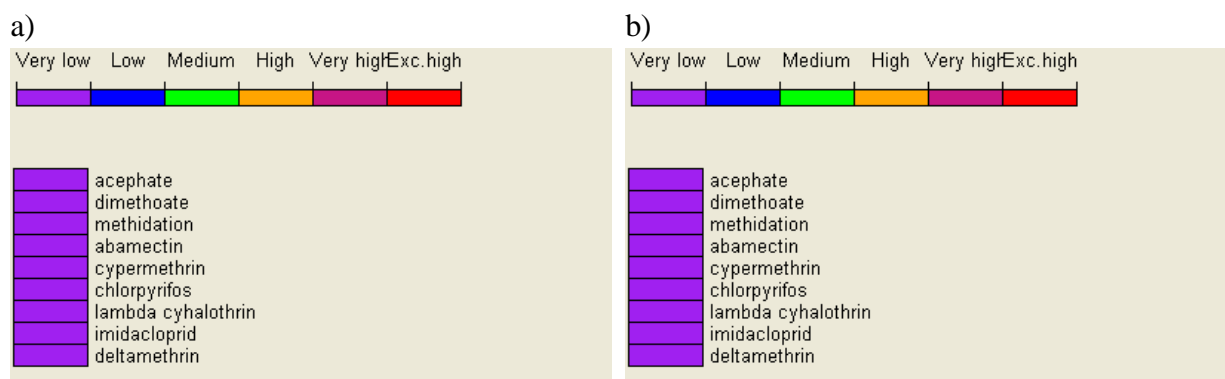 a)
Very low Low Medium High Very high Exc.high
acephate
dimethoate
methidation
abamectin
cypermethrin
chlorpyrifos
lambda cyhalothrin
imidacloprid
deltamethrin
b)
Very low Low Medium High Very high Exc.high
acephate
dimethoate
methidation
abamectin
cypermethrin
chlorpyrifos
lambda cyhalothrin
imidacloprid
deltamethrin